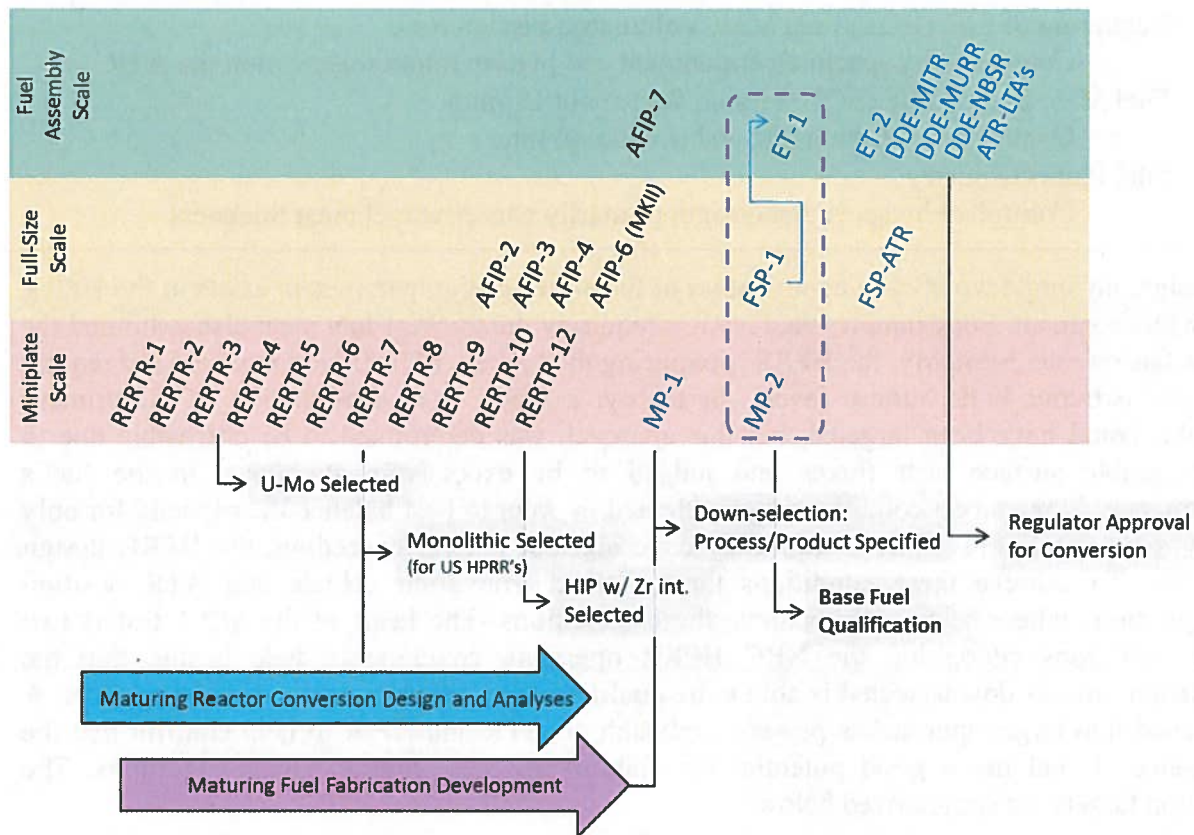 Fuel
Assembly
Scale
Full-Size
Scale
Miniplate
Scale
RERTR-1
RERTR-2
RERTR-3
RERTR-4
RERTR-5
RERTR-6
RERTR-7
RERTR-8
RERTR-9
RERTR-10
RERTR-12
AFIP-2
AFIP-3
AFIP-4
AFIP-6 (MKII)
AFIP-7
MP-1
MP-2
FSP-1
ET-1
FSP-ATR
ET-2
DDE-MITR
DDE-MURR
DDE-NBSR
ATR-LTA's
U-Mo Selected
Monolithic Selected
(for US HPRR's)
HIP w/ Zr int.
Selected
Down-selection:
Process/Product Specified
Base Fuel
Qualification
Regulator Approval
for Conversion
Maturing Reactor Conversion Design and Analyses
Maturing Fuel Fabrication Development